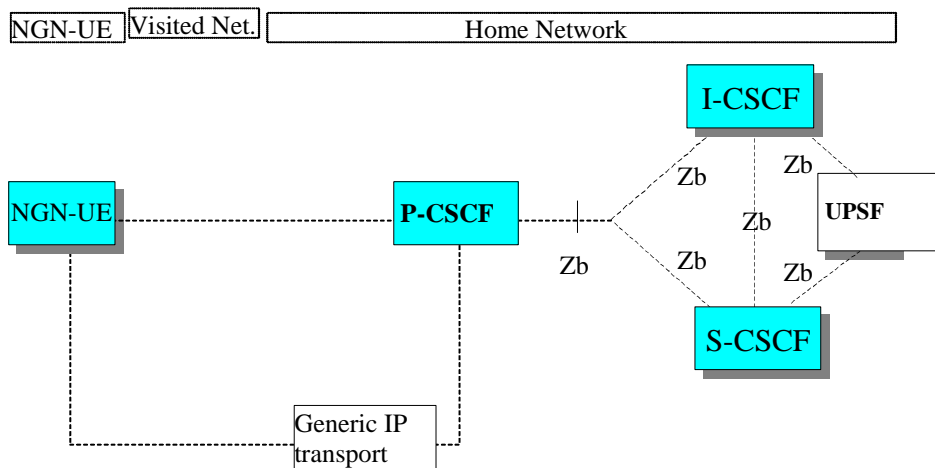 NGN-UE
Visited Net.
Home Network
I-CSCF
Zb
Zb
NGN-UE
P-CSCF
UPSF
Zb
Zb
Zb
Zb
S-CSCF
Generic IP
transport